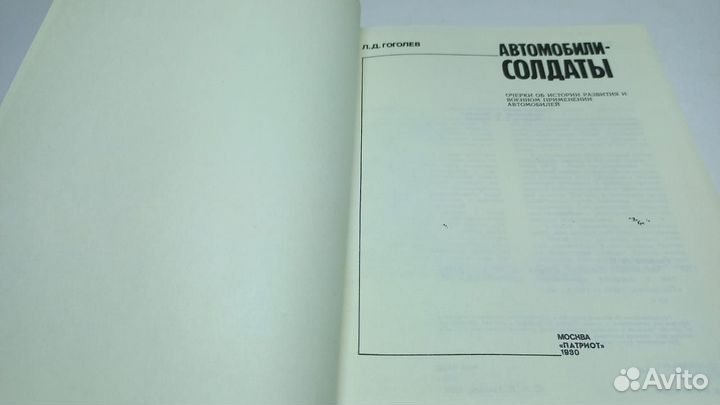 Л.Д.ГОГОЛЕВ
АВТОМОБИЛИ-
СОЛДАТЫ
ОЧЕРКИ ОБ ИСТОРИИ РАЗВИТИЯ И
ВОЕННОМ ПРИМЕНЕНИИ
АВТОМОБИЛЕЙ
МОСКВА
«ПАТРИОТ»
1990
Avito